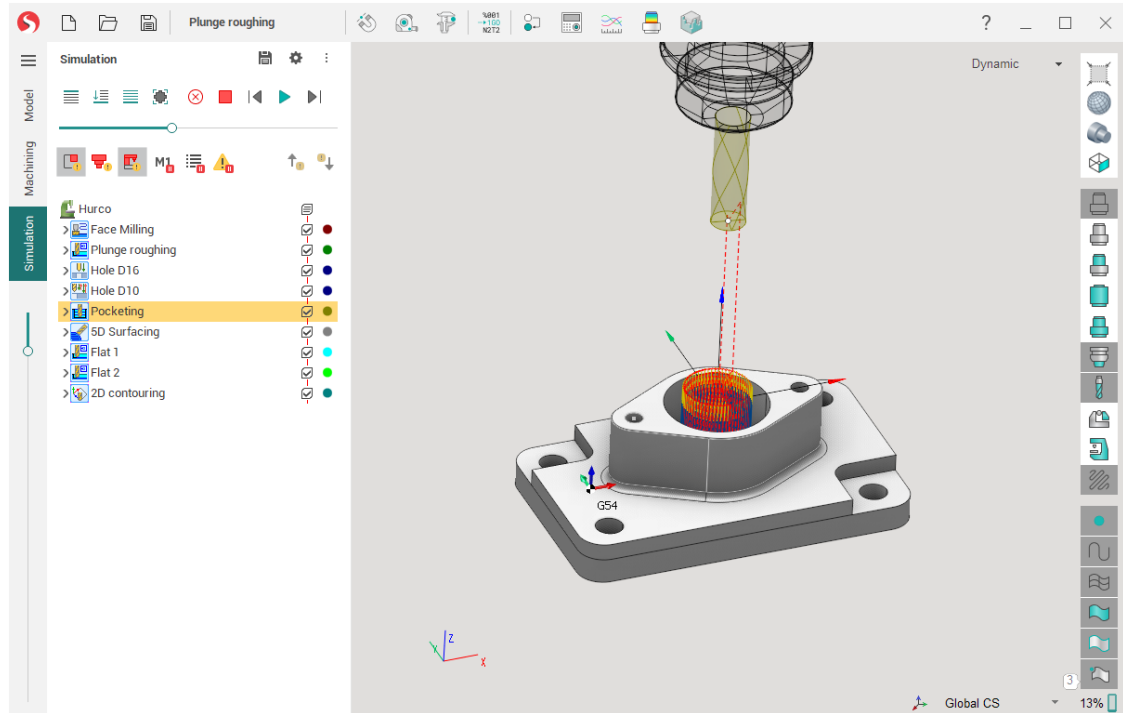 Plunge roughing
%001
→1G0
N2T2
?
Simulation
Dynamic
Model
Machining
Simulation
M1
Hurco
Face Milling
Plunge roughing
Hole D16
Hole D10
Pocketing
5D Surfacing
Flat 1
Flat 2
2D contouring
G54
Z
Y
X
3
Global CS
13%